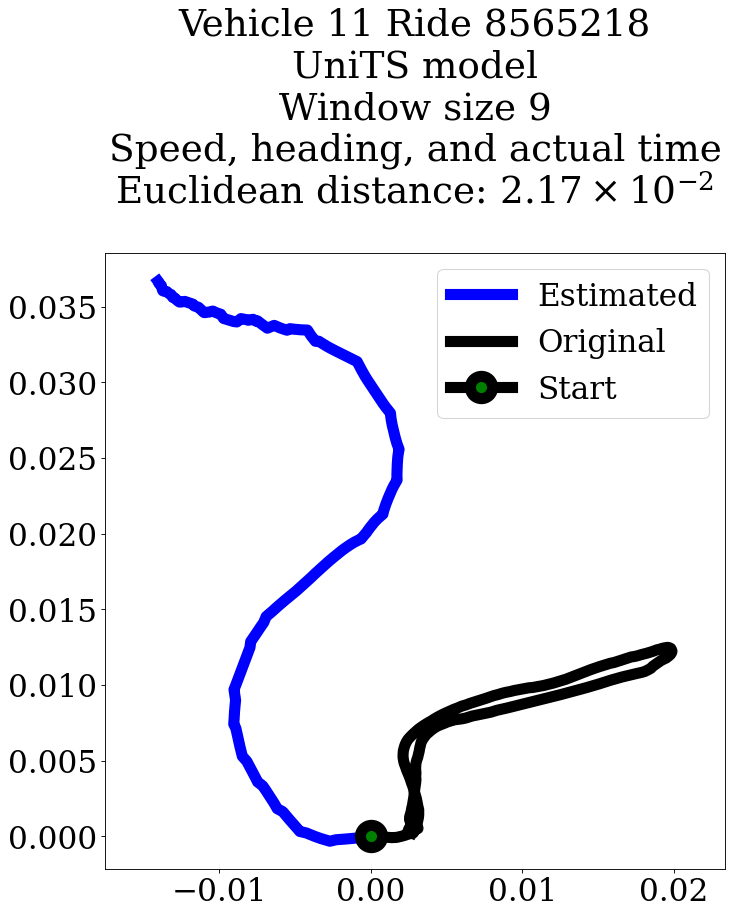 Vehicle 11 Ride 8565218
UniTS model
Window size 9
Speed, heading, and actual time
Euclidean distance: 2.17 × 10⁻²
Estimated
Original
Start
0.035
0.030
0.025
0.020
0.015
0.010
0.005
0.000
−0.01 0.00 0.01 0.02